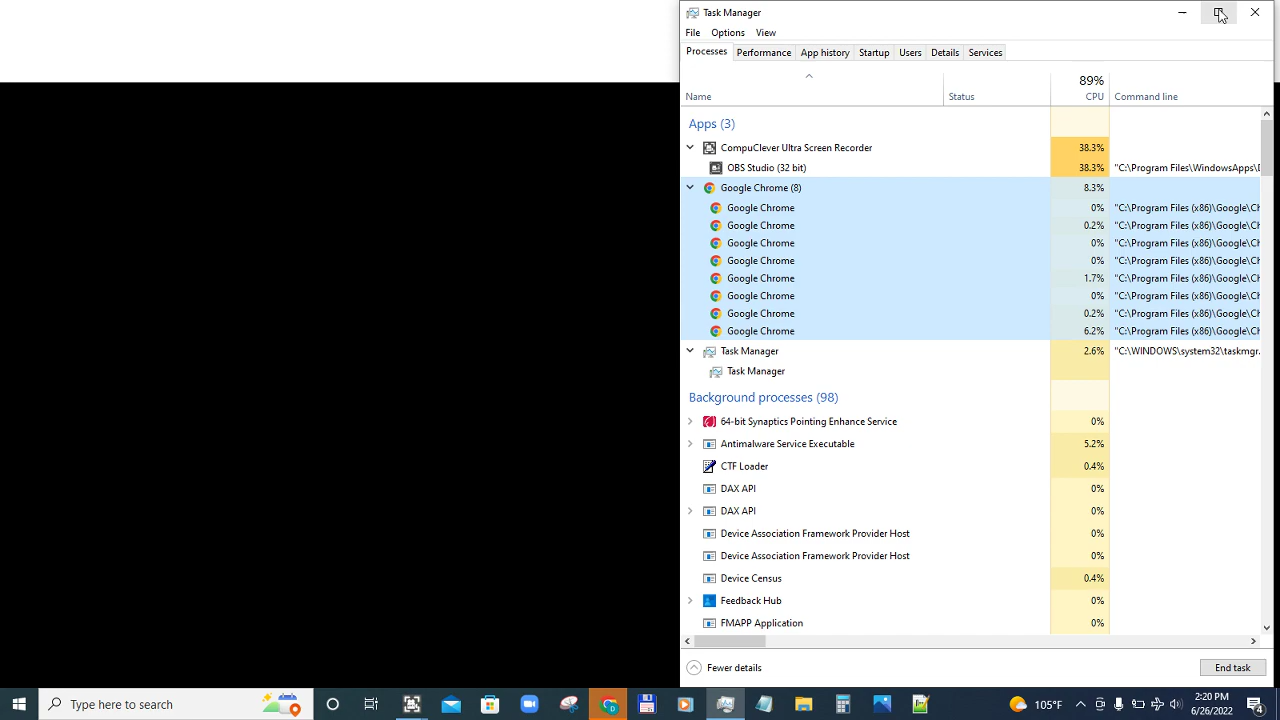 Task Manager
File Options View
Processes Performance App history Startup Users Details Services
89%
Name Status CPU Command line
Apps (3)
CompuClever Ultra Screen Recorder 38.3%
OBS Studio (32 bit) 38.3% "C:\Program Files\WindowsApps\
Google Chrome (8) 8.3%
Google Chrome 0% "C:\Program Files (x86)\Google\Ch
Google Chrome 0.2% "C:\Program Files (x86)\Google\Ch
Google Chrome 0% "C:\Program Files (x86)\Google\Ch
Google Chrome 0% "C:\Program Files (x86)\Google\Ch
Google Chrome 1.7% "C:\Program Files (x86)\Google\Ch
Google Chrome 0% "C:\Program Files (x86)\Google\Ch
Google Chrome 0.2% "C:\Program Files (x86)\Google\Ch
Google Chrome 6.2% "C:\Program Files (x86)\Google\Ch
Task Manager 2.6% "C:\WINDOWS\system32\taskmgr.
Task Manager
Background processes (98)
64-bit Synaptics Pointing Enhance Service 0%
Antimalware Service Executable 5.2%
CTF Loader 0.4%
DAX API 0%
DAX API 0%
Device Association Framework Provider Host 0%
Device Association Framework Provider Host 0%
Device Census 0.4%
Feedback Hub 0%
FMAPP Application 0%
Fewer details End task
Type here to search 105°F 2:20 PM
6/26/2022 4